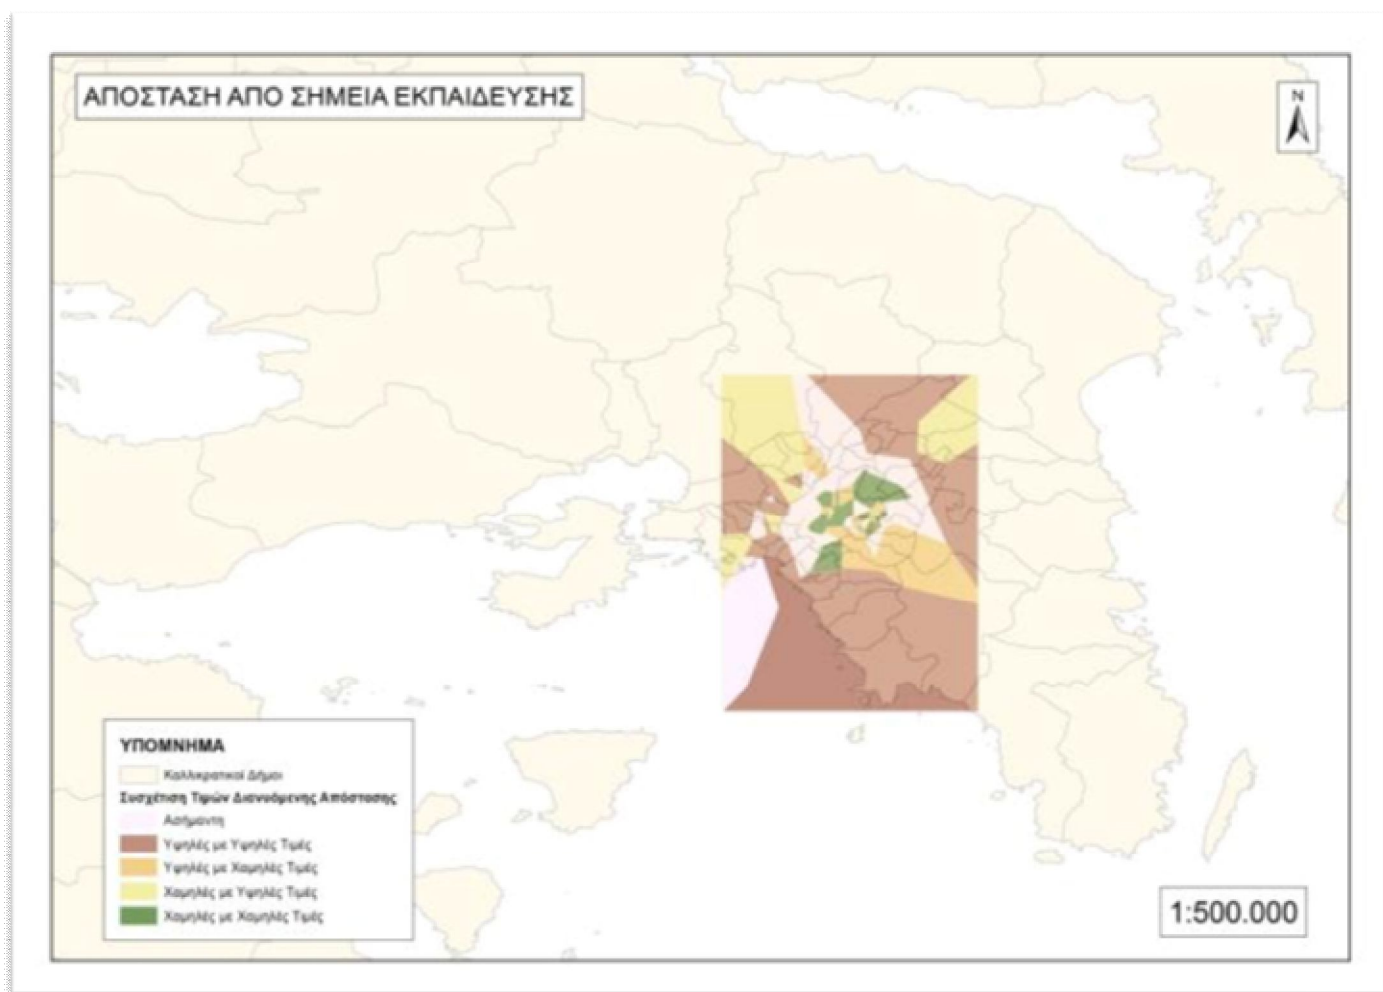 ΑΠΟΣΤΑΣΗ ΑΠΟ ΣΗΜΕΙΑ ΕΚΠΑΙΔΕΥΣΗΣ
N
ΥΠΟΜΝΗΜΑ
Καλλικρατικοί Δήμοι
Συσχέτιση Τιμών Διανυόμενης Απόστασης
Ασήμαντη
Υψηλές με Υψηλές Τιμές
Υψηλές με Χαμηλές Τιμές
Χαμηλές με Υψηλές Τιμές
Χαμηλές με Χαμηλές Τιμές
1:500.000